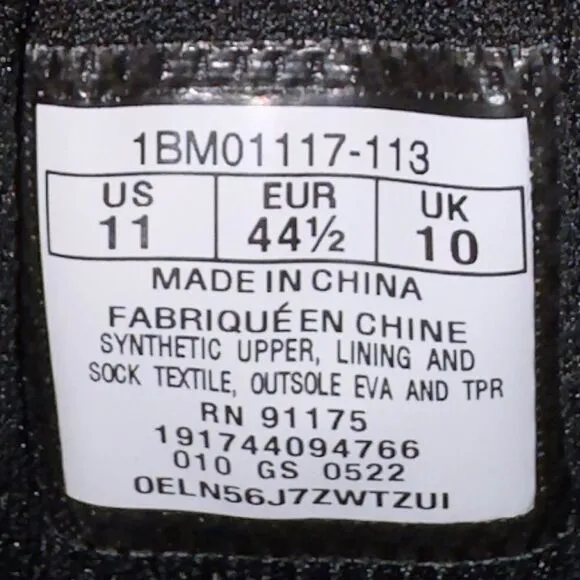 1BM01117-113
US EUR UK
11 44½ 10
MADE IN CHINA
FABRIQUÉ EN CHINE
SYNTHETIC UPPER, LINING AND
SOCK TEXTILE, OUTSOLE EVA AND TPR
RN 91175
191744094766
010 GS 0522
0ELN56J7ZWTZUI